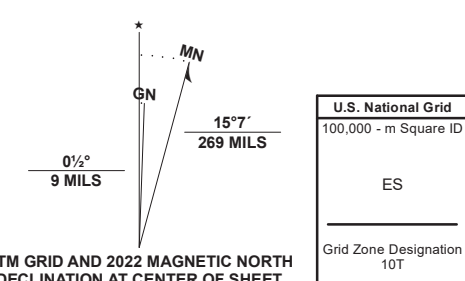 ★
MN
GN
15°7´
269 MILS
0½°
9 MILS
TM GRID AND 2022 MAGNETIC NORTH
DECLINATION AT CENTER OF SHEET
U.S. National Grid
100,000 - m Square ID
ES
Grid Zone Designation
10T